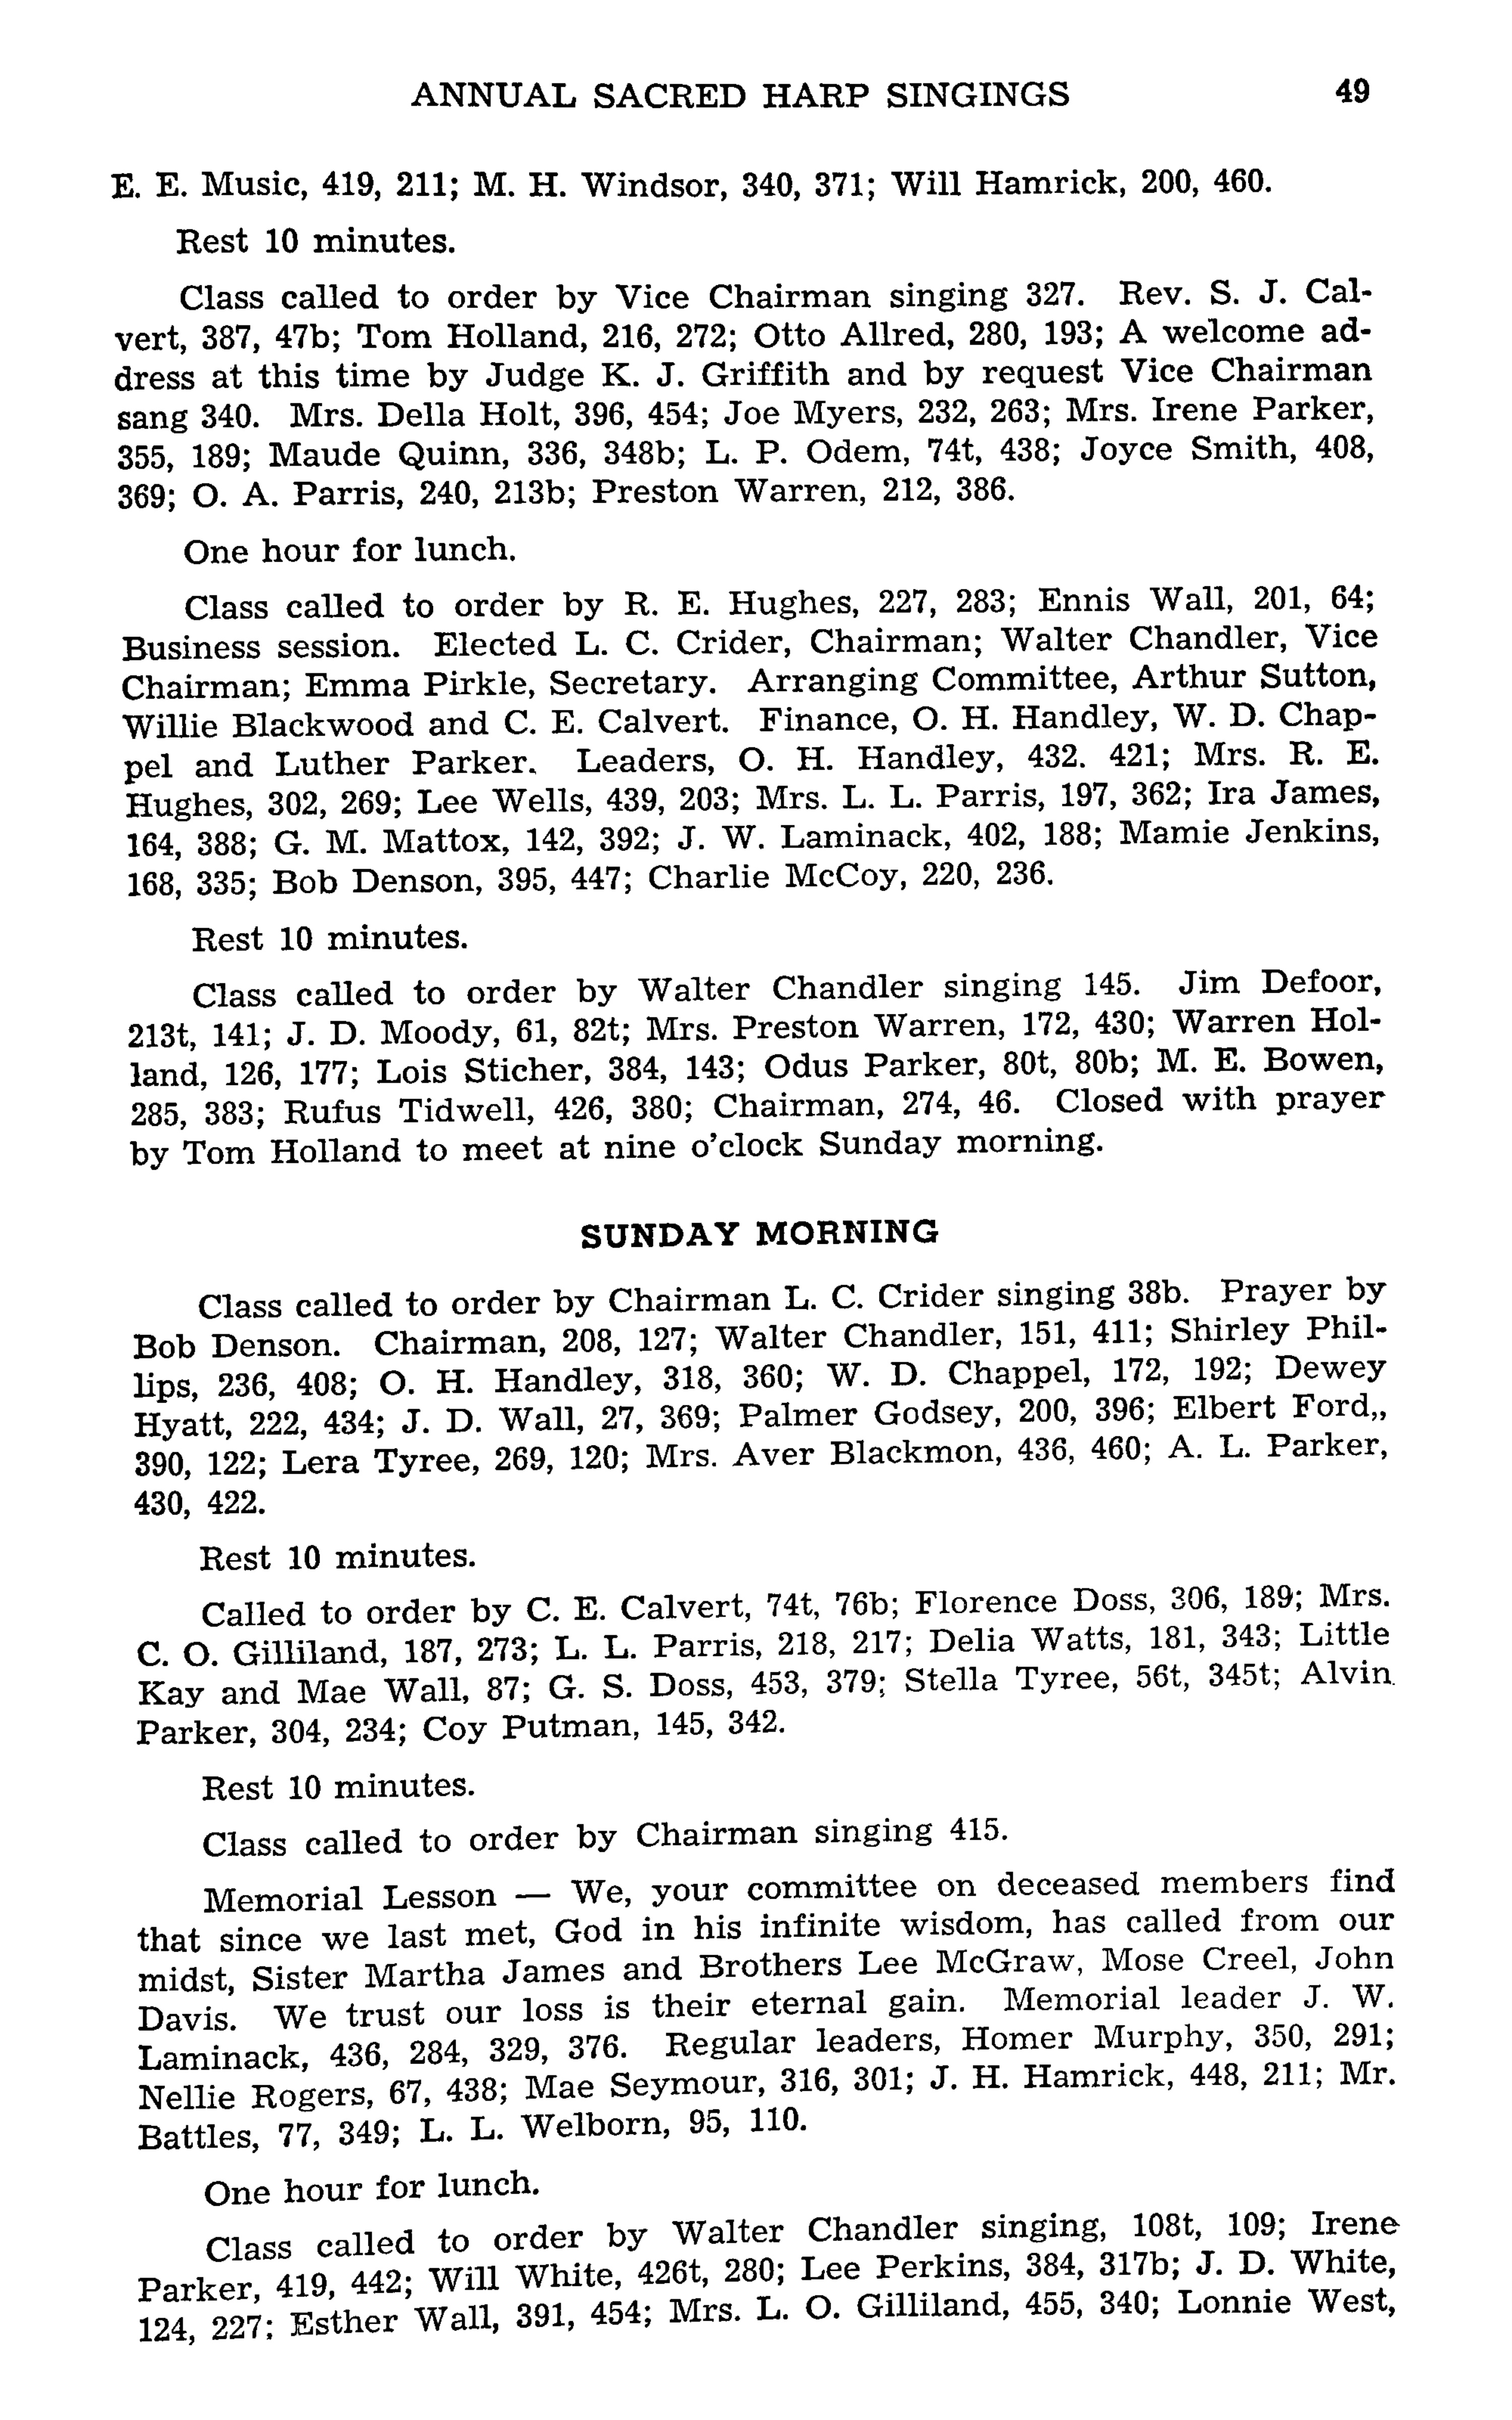 ANNUAL SACRED HARP SINGINGS 49
E. E. Music, 419, 211; M. H. Windsor, 340, 371; Will Hamrick, 200, 460.
Rest 10 minutes.
Class called to order by Vice Chairman singing 327. Rev. S. J. Cal-
vert, 387, 47b; Tom Holland, 216, 272; Otto Allred, 280, 193; A welcome ad-
dress at this time by Judge K. J. Griffith and by request Vice Chairman
sang 340. Mrs. Della Holt, 396, 454; Joe Myers, 232, 263; Mrs. Irene Parker,
355, 189; Maude Quinn, 336, 348b; L. P. Odem, 74t, 438; Joyce Smith, 408,
369; O. A. Parris, 240, 213b; Preston Warren, 212, 386.
One hour for lunch.
Class called to order by R. E. Hughes, 227, 283; Ennis Wall, 201, 64;
Business session. Elected L. C. Crider, Chairman; Walter Chandler, Vice
Chairman; Emma Pirkle, Secretary. Arranging Committee, Arthur Sutton,
Willie Blackwood and C. E. Calvert. Finance, O. H. Handley, W. D. Chap-
pel and Luther Parker. Leaders, O. H. Handley, 432. 421; Mrs. R. E.
Hughes, 302, 269; Lee Wells, 439, 203; Mrs. L. L. Parris, 197, 362; Ira James,
164, 388; G. M. Mattox, 142, 392; J. W. Laminack, 402, 188; Mamie Jenkins,
168, 335; Bob Denson, 395, 447; Charlie McCoy, 220, 236.
Rest 10 minutes.
Class called to order by Walter Chandler singing 145. Jim Defoor,
213t, 141; J. D. Moody, 61, 82t; Mrs. Preston Warren, 172, 430; Warren Hol-
land, 126, 177; Lois Sticher, 384, 143; Odus Parker, 80t, 80b; M. E. Bowen,
285, 383; Rufus Tidwell, 426, 380; Chairman, 274, 46. Closed with prayer
by Tom Holland to meet at nine o'clock Sunday morning.
SUNDAY MORNING
Class called to order by Chairman L. C. Crider singing 38b. Prayer by
Bob Denson. Chairman, 208, 127; Walter Chandler, 151, 411; Shirley Phil-
lips, 236, 408; O. H. Handley, 318, 360; W. D. Chappel, 172, 192; Dewey
Hyatt, 222, 434; J. D. Wall, 27, 369; Palmer Godsey, 200, 396; Elbert Ford,,
390, 122; Lera Tyree, 269, 120; Mrs. Aver Blackmon, 436, 460; A. L. Parker,
430, 422.
Rest 10 minutes.
Called to order by C. E. Calvert, 74t, 76b; Florence Doss, 306, 189; Mrs.
C. O. Gilliland, 187, 273; L. L. Parris, 218, 217; Delia Watts, 181, 343; Little
Kay and Mae Wall, 87; G. S. Doss, 453, 379; Stella Tyree, 56t, 345t; Alvin
Parker, 304, 234; Coy Putman, 145, 342.
Rest 10 minutes.
Class called to order by Chairman singing 415.
Memorial Lesson — We, your committee on deceased members find
that since we last met, God in his infinite wisdom, has called from our
midst, Sister Martha James and Brothers Lee McGraw, Mose Creel, John
Davis. We trust our loss is their eternal gain. Memorial leader J. W.
Laminack, 436, 284, 329, 376. Regular leaders, Homer Murphy, 350, 291;
Nellie Rogers, 67, 438; Mae Seymour, 316, 301; J. H. Hamrick, 448, 211; Mr.
Battles, 77, 349; L. L. Welborn, 95, 110.
One hour for lunch.
Class called to order by Walter Chandler singing, 108t, 109; Irene
Parker, 419, 442; Will White, 426t, 280; Lee Perkins, 384, 317b; J. D. White,
124, 227; Esther Wall, 391, 454; Mrs. L. O. Gilliland, 455, 340; Lonnie West,